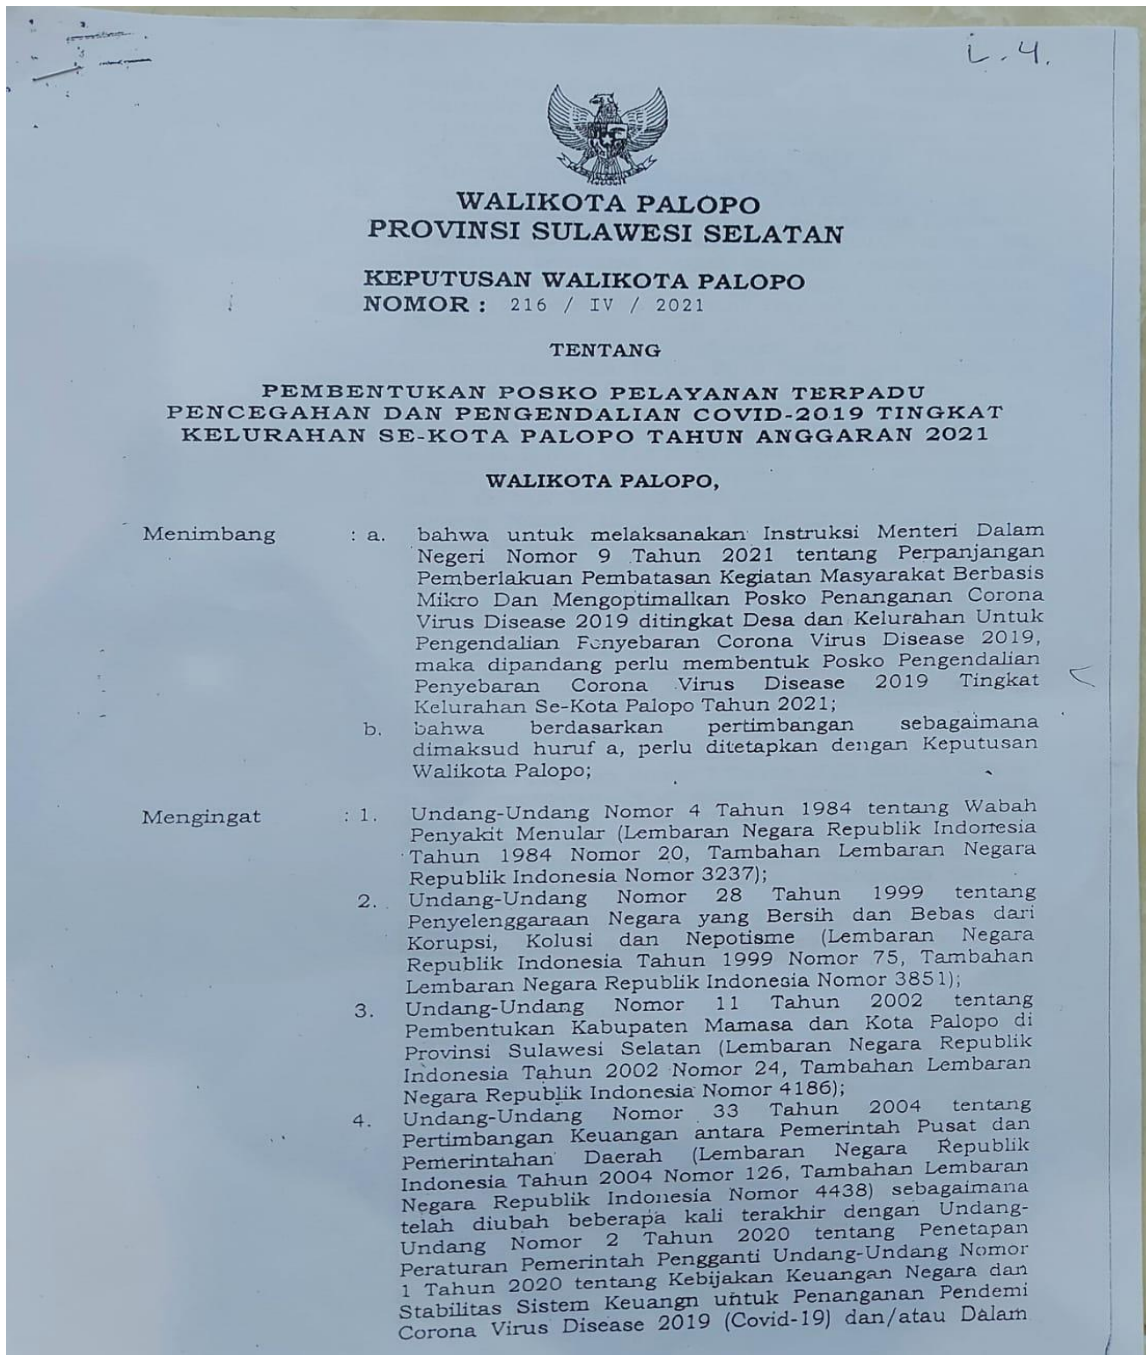 L.4.
WALIKOTA PALOPO
PROVINSI SULAWESI SELATAN
KEPUTUSAN WALIKOTA PALOPO
NOMOR : 216 / IV / 2021
TENTANG
PEMBENTUKAN POSKO PELAYANAN TERPADU
PENCEGAHAN DAN PENGENDALIAN COVID-2019 TINGKAT
KELURAHAN SE-KOTA PALOPO TAHUN ANGGARAN 2021
WALIKOTA PALOPO,
Menimbang : a. bahwa untuk melaksanakan Instruksi Menteri Dalam
Negeri Nomor 9 Tahun 2021 tentang Perpanjangan
Pemberlakuan Pembatasan Kegiatan Masyarakat Berbasis
Mikro Dan Mengoptimalkan Posko Penanganan Corona
Virus Disease 2019 ditingkat Desa dan Kelurahan Untuk
Pengendalian Penyebaran Corona Virus Disease 2019,
maka dipandang perlu membentuk Posko Pengendalian
Penyebaran Corona Virus Disease 2019 Tingkat
Kelurahan Se-Kota Palopo Tahun 2021;
b. bahwa berdasarkan pertimbangan sebagaimana
dimaksud huruf a, perlu ditetapkan dengan Keputusan
Walikota Palopo;
Mengingat : 1. Undang-Undang Nomor 4 Tahun 1984 tentang Wabah
Penyakit Menular (Lembaran Negara Republik Indonesia
Tahun 1984 Nomor 20, Tambahan Lembaran Negara
Republik Indonesia Nomor 3237);
2. Undang-Undang Nomor 28 Tahun 1999 tentang
Penyelenggaraan Negara yang Bersih dan Bebas dari
Korupsi, Kolusi dan Nepotisme (Lembaran Negara
Republik Indonesia Tahun 1999 Nomor 75, Tambahan
Lembaran Negara Republik Indonesia Nomor 3851);
3. Undang-Undang Nomor 11 Tahun 2002 tentang
Pembentukan Kabupaten Mamasa dan Kota Palopo di
Provinsi Sulawesi Selatan (Lembaran Negara Republik
Indonesia Tahun 2002 Nomor 24, Tambahan Lembaran
Negara Republik Indonesia Nomor 4186);
4. Undang-Undang Nomor 33 Tahun 2004 tentang
Pertimbangan Keuangan antara Pemerintah Pusat dan
Pemerintahan Daerah (Lembaran Negara Republik
Indonesia Tahun 2004 Nomor 126, Tambahan Lembaran
Negara Republik Indonesia Nomor 4438) sebagaimana
telah diubah beberapa kali terakhir dengan Undang-
Undang Nomor 2 Tahun 2020 tentang Penetapan
Peraturan Pemerintah Pengganti Undang-Undang Nomor
1 Tahun 2020 tentang Kebijakan Keuangan Negara dan
Stabilitas Sistem Keuangn untuk Penanganan Pendemi
Corona Virus Disease 2019 (Covid-19) dan/atau Dalam